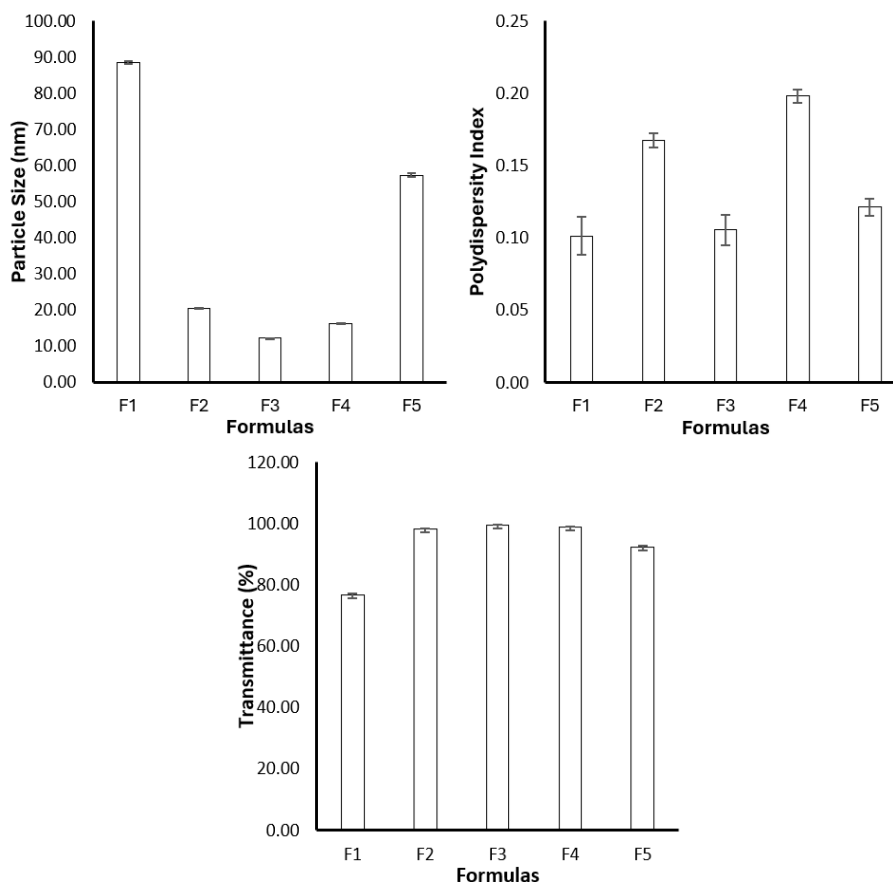 Particle Size (nm)
100.00
90.00
80.00
70.00
60.00
50.00
40.00
30.00
20.00
10.00
0.00
F1 F2 F3 F4 F5
Formulas
Polydispersity Index
0.25
0.20
0.15
0.10
0.05
0.00
F1 F2 F3 F4 F5
Formulas
Transmittance (%)
120.00
100.00
80.00
60.00
40.00
20.00
0.00
F1 F2 F3 F4 F5
Formulas